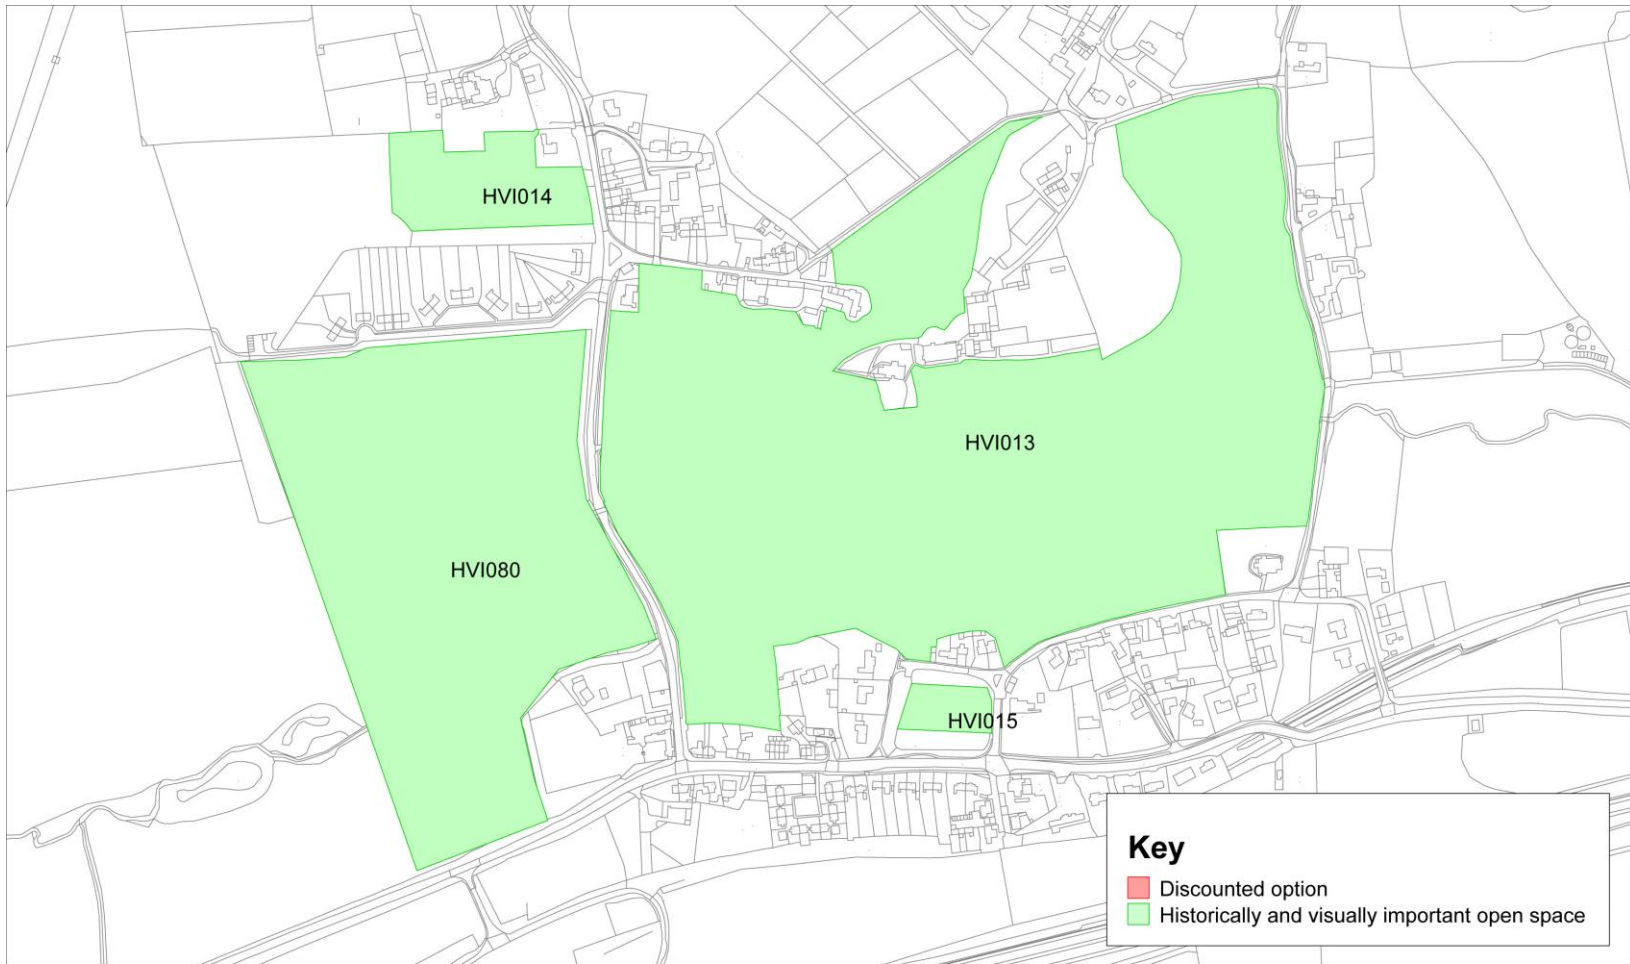 HVI014
HVI013
HVI080
HVI015
Key
Discounted option
Historically and visually important open space